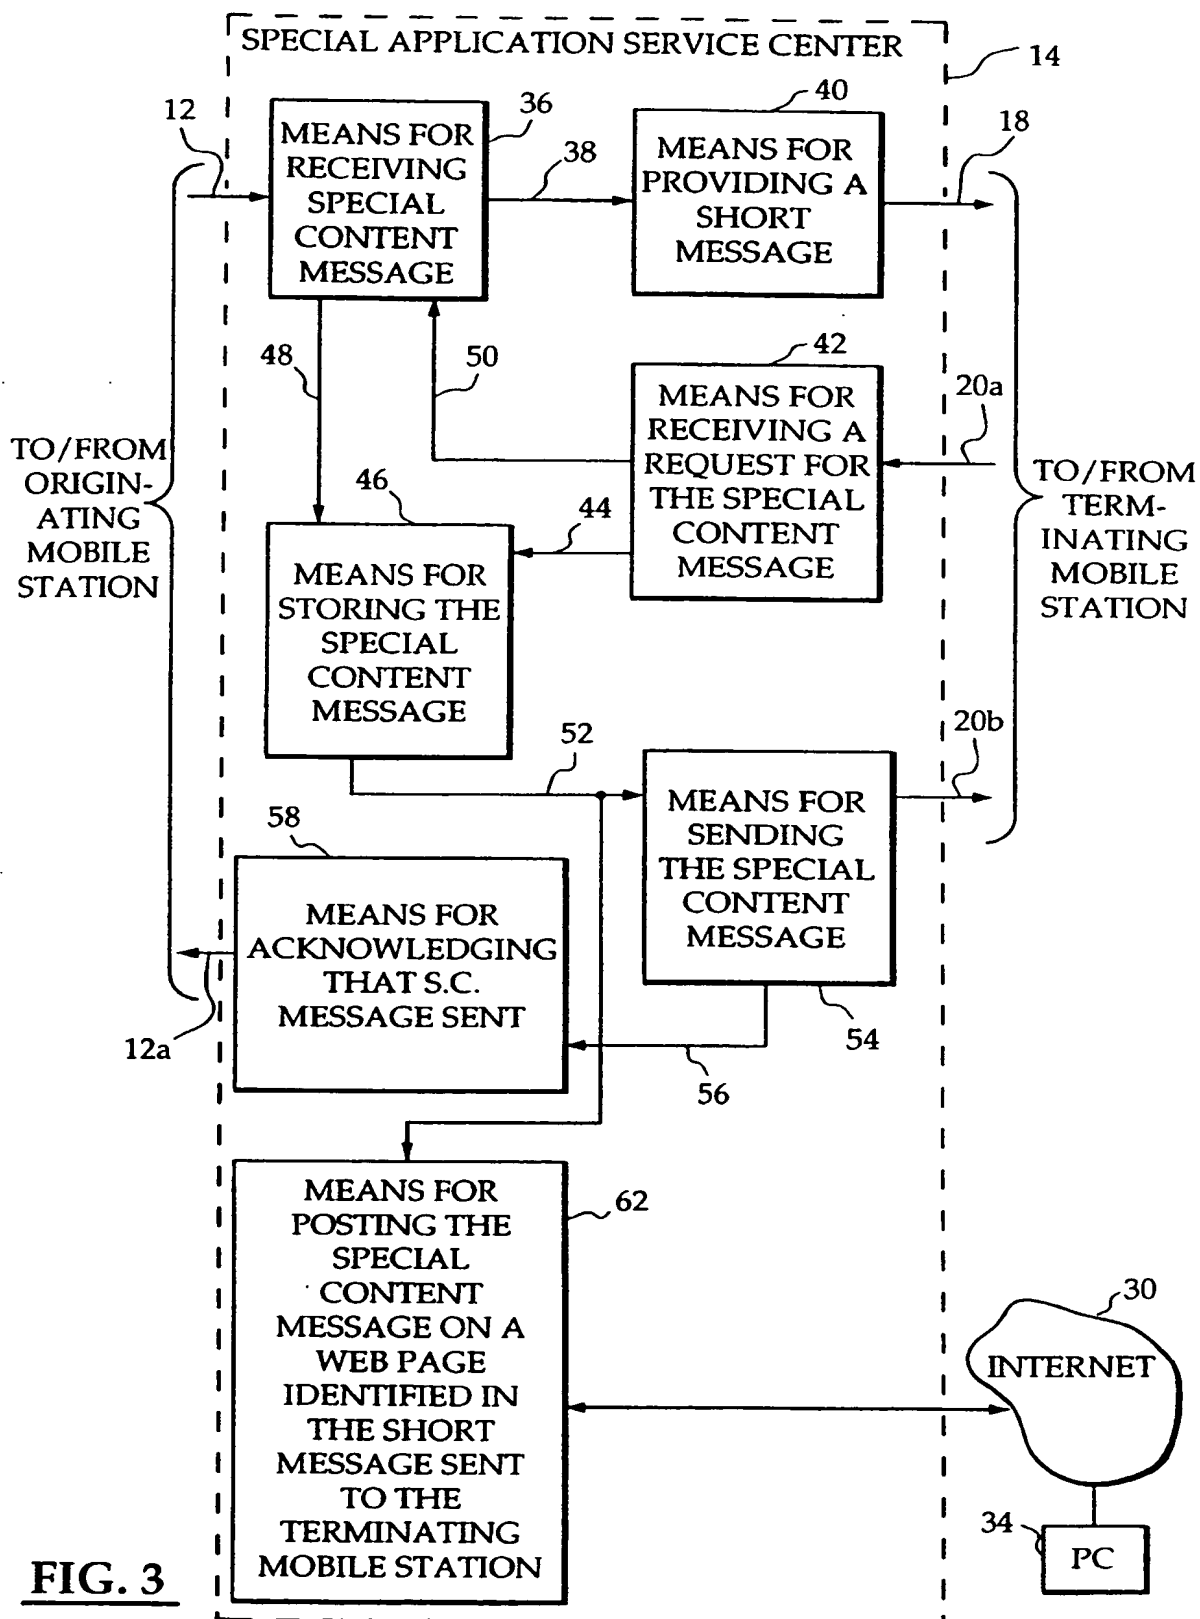 SPECIAL APPLICATION SERVICE CENTER
14
12
MEANS FOR
RECEIVING
SPECIAL
CONTENT
MESSAGE
36
38
40
MEANS FOR
PROVIDING A
SHORT
MESSAGE
18
48
50
42
MEANS FOR
RECEIVING A
REQUEST FOR
THE SPECIAL
CONTENT
MESSAGE
20a
TO/FROM
ORIGIN-
ATING
MOBILE
STATION
TO/FROM
TERM-
INATING
MOBILE
STATION
46
44
MEANS FOR
STORING THE
SPECIAL
CONTENT
MESSAGE
52
20b
MEANS FOR
SENDING
THE SPECIAL
CONTENT
MESSAGE
54
58
MEANS FOR
ACKNOWLEDGING
THAT S.C.
MESSAGE SENT
12a
56
MEANS FOR
POSTING THE
SPECIAL
CONTENT
MESSAGE ON A
WEB PAGE
IDENTIFIED IN
THE SHORT
MESSAGE SENT
TO THE
TERMINATING
MOBILE STATION
62
30
INTERNET
34
PC
FIG. 3